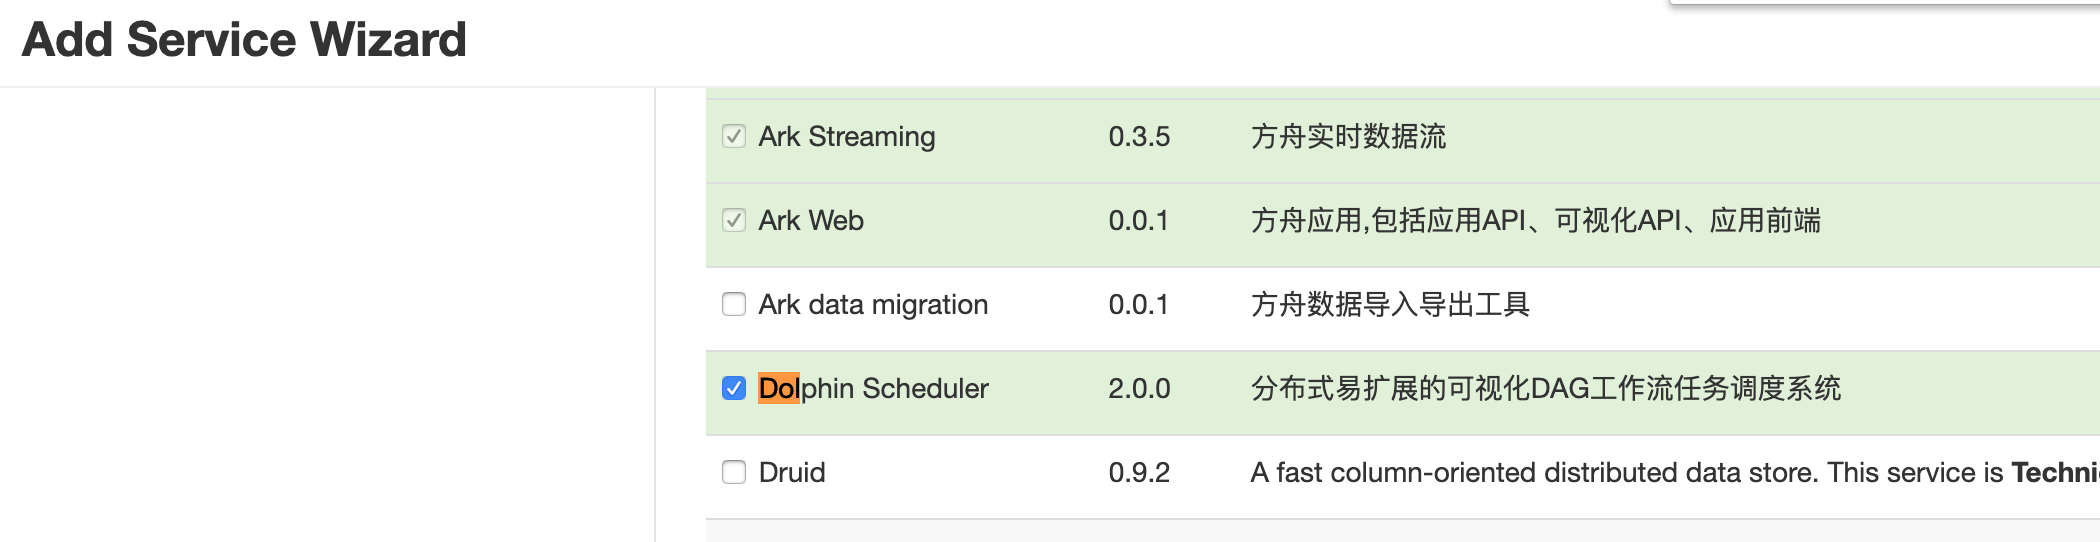 Add Service Wizard
Ark Streaming 0.3.5 方舟实时数据流
Ark Web 0.0.1 方舟应用,包括应用API、可视化API、应用前端
Ark data migration 0.0.1 方舟数据导入导出工具
Dolphin Scheduler 2.0.0 分布式易扩展的可视化DAG工作流任务调度系统
Druid 0.9.2 A fast column-oriented distributed data store. This service is